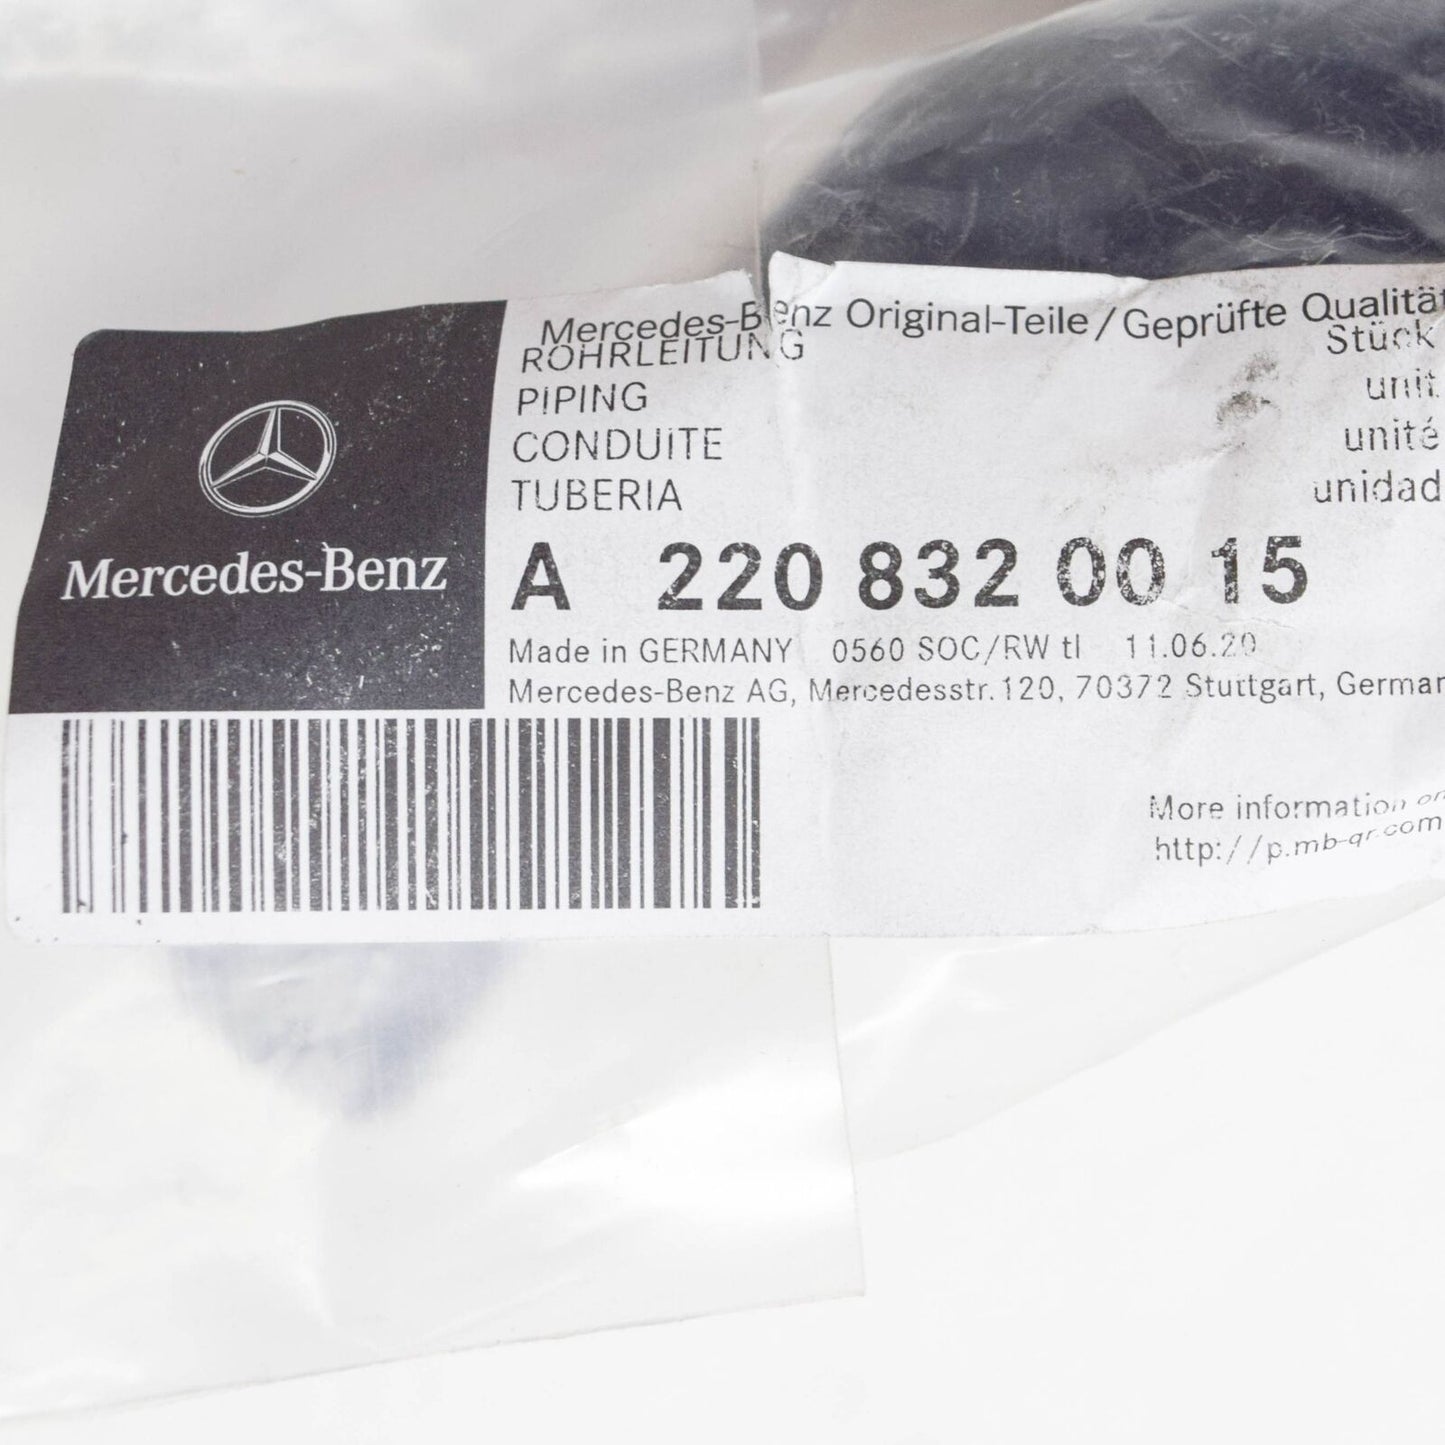 Mercedes-Benz Original-Teile/Geprüfte Qualität
ROHRLEITUNG Stück
PIPING unit
CONDUITE unité
TUBERIA unidad
Mercedes-Benz
A 220 832 00 15
Made in GERMANY 0560 SOC/RW tl 11.06.20
Mercedes-Benz AG, Mercedesstr. 120, 70372 Stuttgart, German
More information on
http://p.mb-qr.com